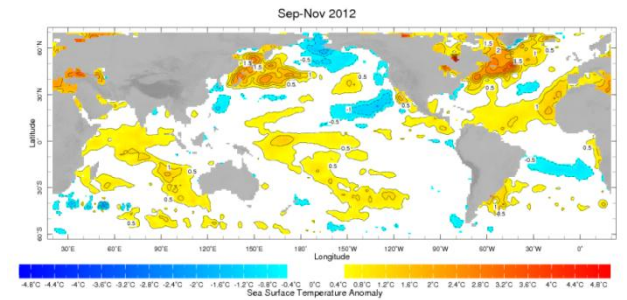 Sep-Nov 2012
60°N
30°N
0°
30°S
60°S
Latitude
30°E 60°E 90°E 120°E 150°E 180° 150°W 120°W 90°W 60°W 30°W 0°
Longitude
-4.8°C -4.4°C -4.0°C -3.6°C -3.2°C -2.8°C -2.4°C -2.0°C -1.6°C -1.2°C -0.8°C -0.4°C 0°C 0.4°C 0.8°C 1.2°C 1.6°C 2°C 2.4°C 2.8°C 3.2°C 3.6°C 4°C 4.4°C 4.8°C
Sea Surface Temperature Anomaly